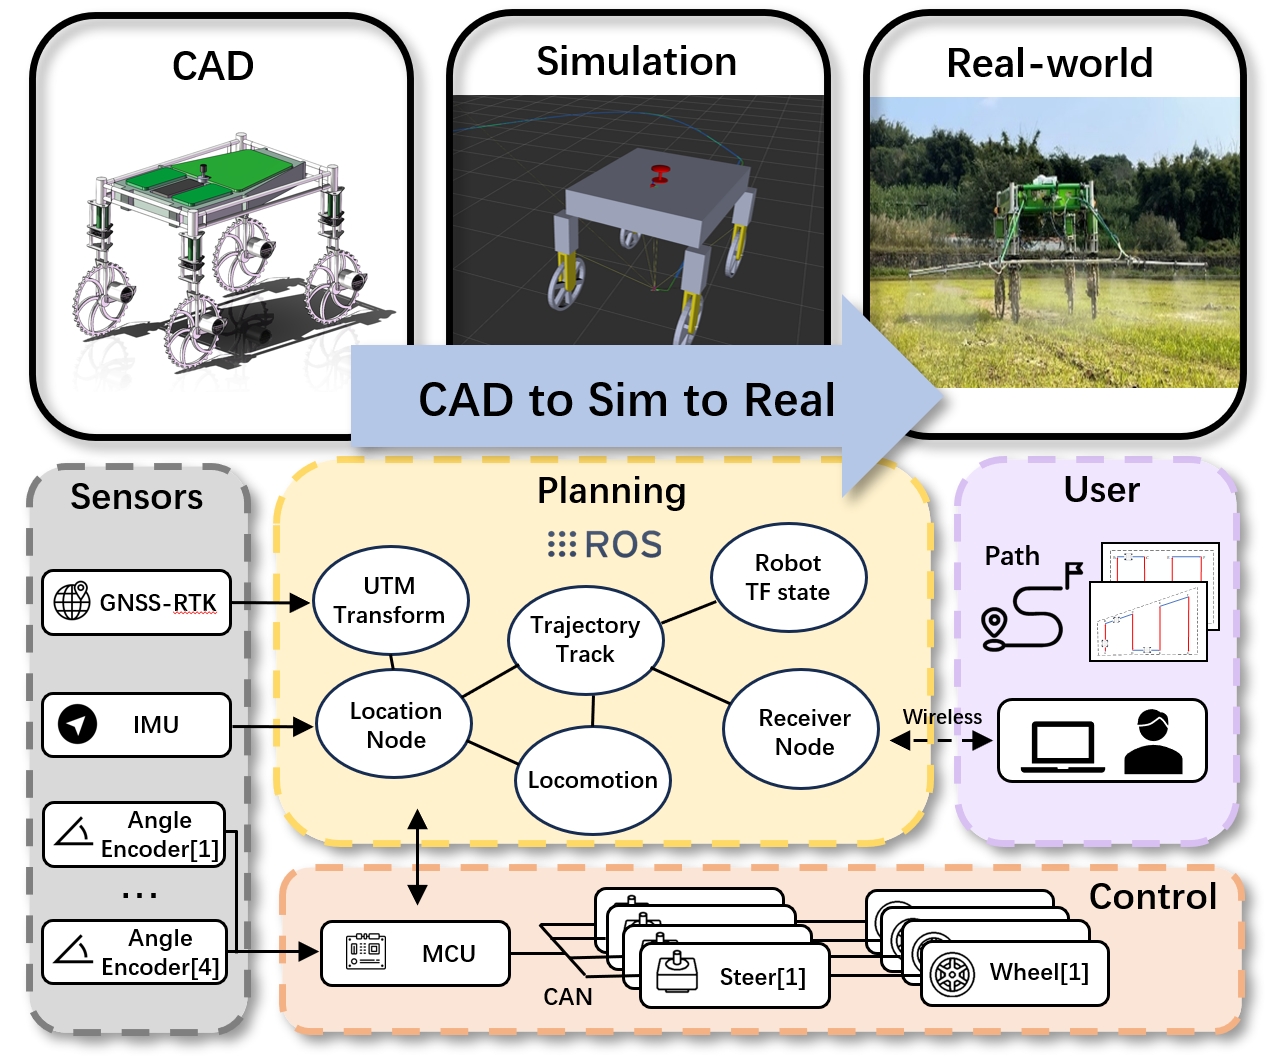 CAD
Simulation
Real-world
CAD to Sim to Real
Sensors
GNSS-RTK
IMU
Angle
Encoder[1]
...
Angle
Encoder[4]
Planning
ROS
UTM
Transform
Trajectory
Track
Robot
TF state
Location
Node
Locomotion
Receiver
Node
User
Path
Wireless
Control
MCU
CAN
Steer[1]
Wheel[1]